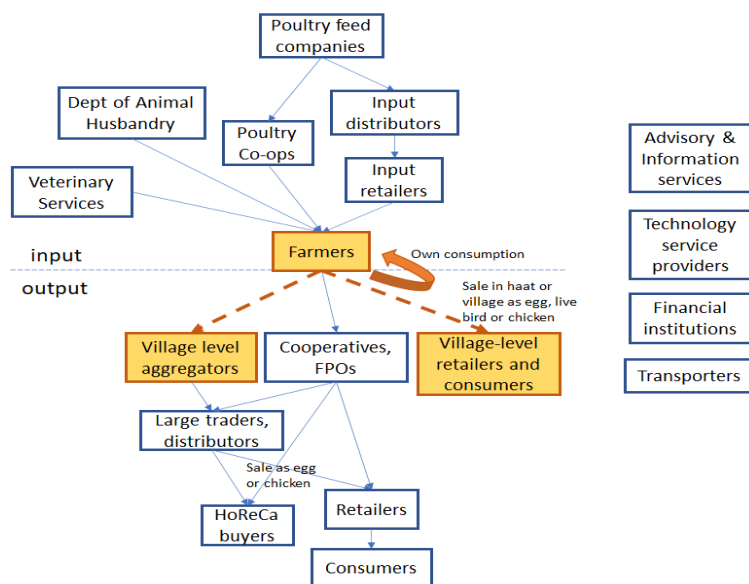 Poultry feed
companies
Dept of Animal
Husbandry
Poultry
Co-ops
Input
distributors
Input
retailers
Veterinary
Services
Advisory &
Information
services
Technology
service
providers
Financial
institutions
Transporters
input
Farmers
Own consumption
output
Sale in haat or
village as egg, live
bird or chicken
Village level
aggregators
Cooperatives,
FPOs
Village-level
retailers and
consumers
Large traders,
distributors
Sale as egg
or chicken
HoReCa
buyers
Retailers
Consumers